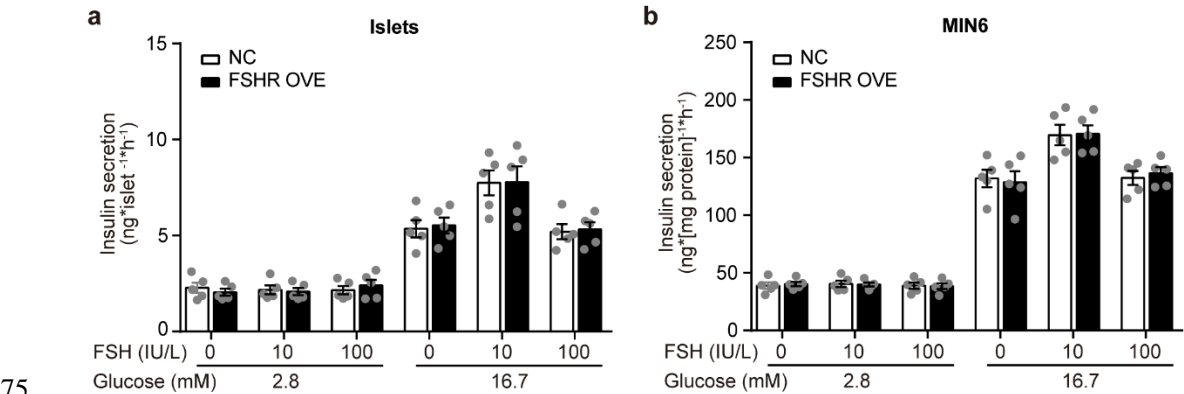 a
Islets
Insulin secretion
(ng*islet ⁻¹*h⁻¹)
15
10
5
0
NC
FSHR OVE
FSH (IU/L) 0 10 100 0 10 100
Glucose (mM) 2.8 16.7
b
MIN6
Insulin secretion
(ng*[mg protein]⁻¹*h⁻¹)
250
200
150
100
50
0
NC
FSHR OVE
FSH (IU/L) 0 10 100 0 10 100
Glucose (mM) 2.8 16.7
75